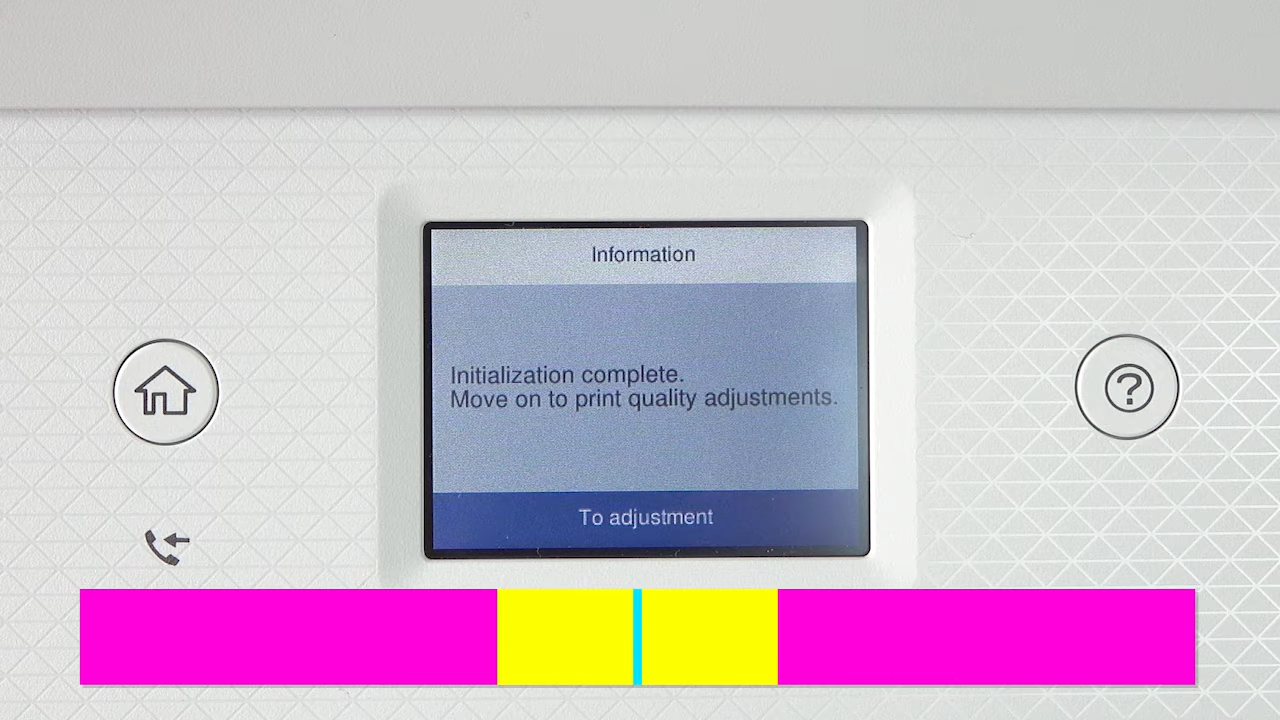 Information
Initialization complete.
Move on to print quality adjustments.
To adjustment